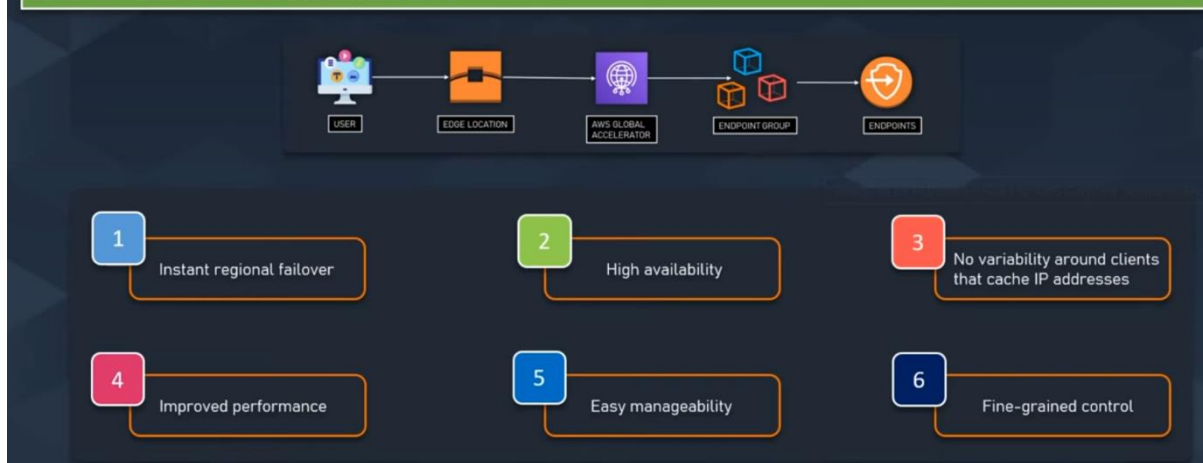 USER
EDGE LOCATION
AWS GLOBAL
ACCELERATOR
ENDPOINT GROUP
ENDPOINTS
1
Instant regional failover
2
High availability
3
No variability around clients
that cache IP addresses
4
Improved performance
5
Easy manageability
6
Fine-grained control